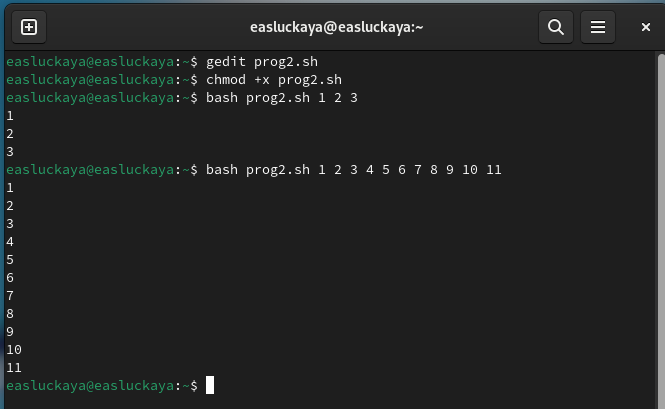 easluckaya@easluckaya:~
easluckaya@easluckaya:~$ gedit prog2.sh
easluckaya@easluckaya:~$ chmod +x prog2.sh
easluckaya@easluckaya:~$ bash prog2.sh 1 2 3
1
2
3
easluckaya@easluckaya:~$ bash prog2.sh 1 2 3 4 5 6 7 8 9 10 11
1
2
3
4
5
6
7
8
9
10
11
easluckaya@easluckaya:~$